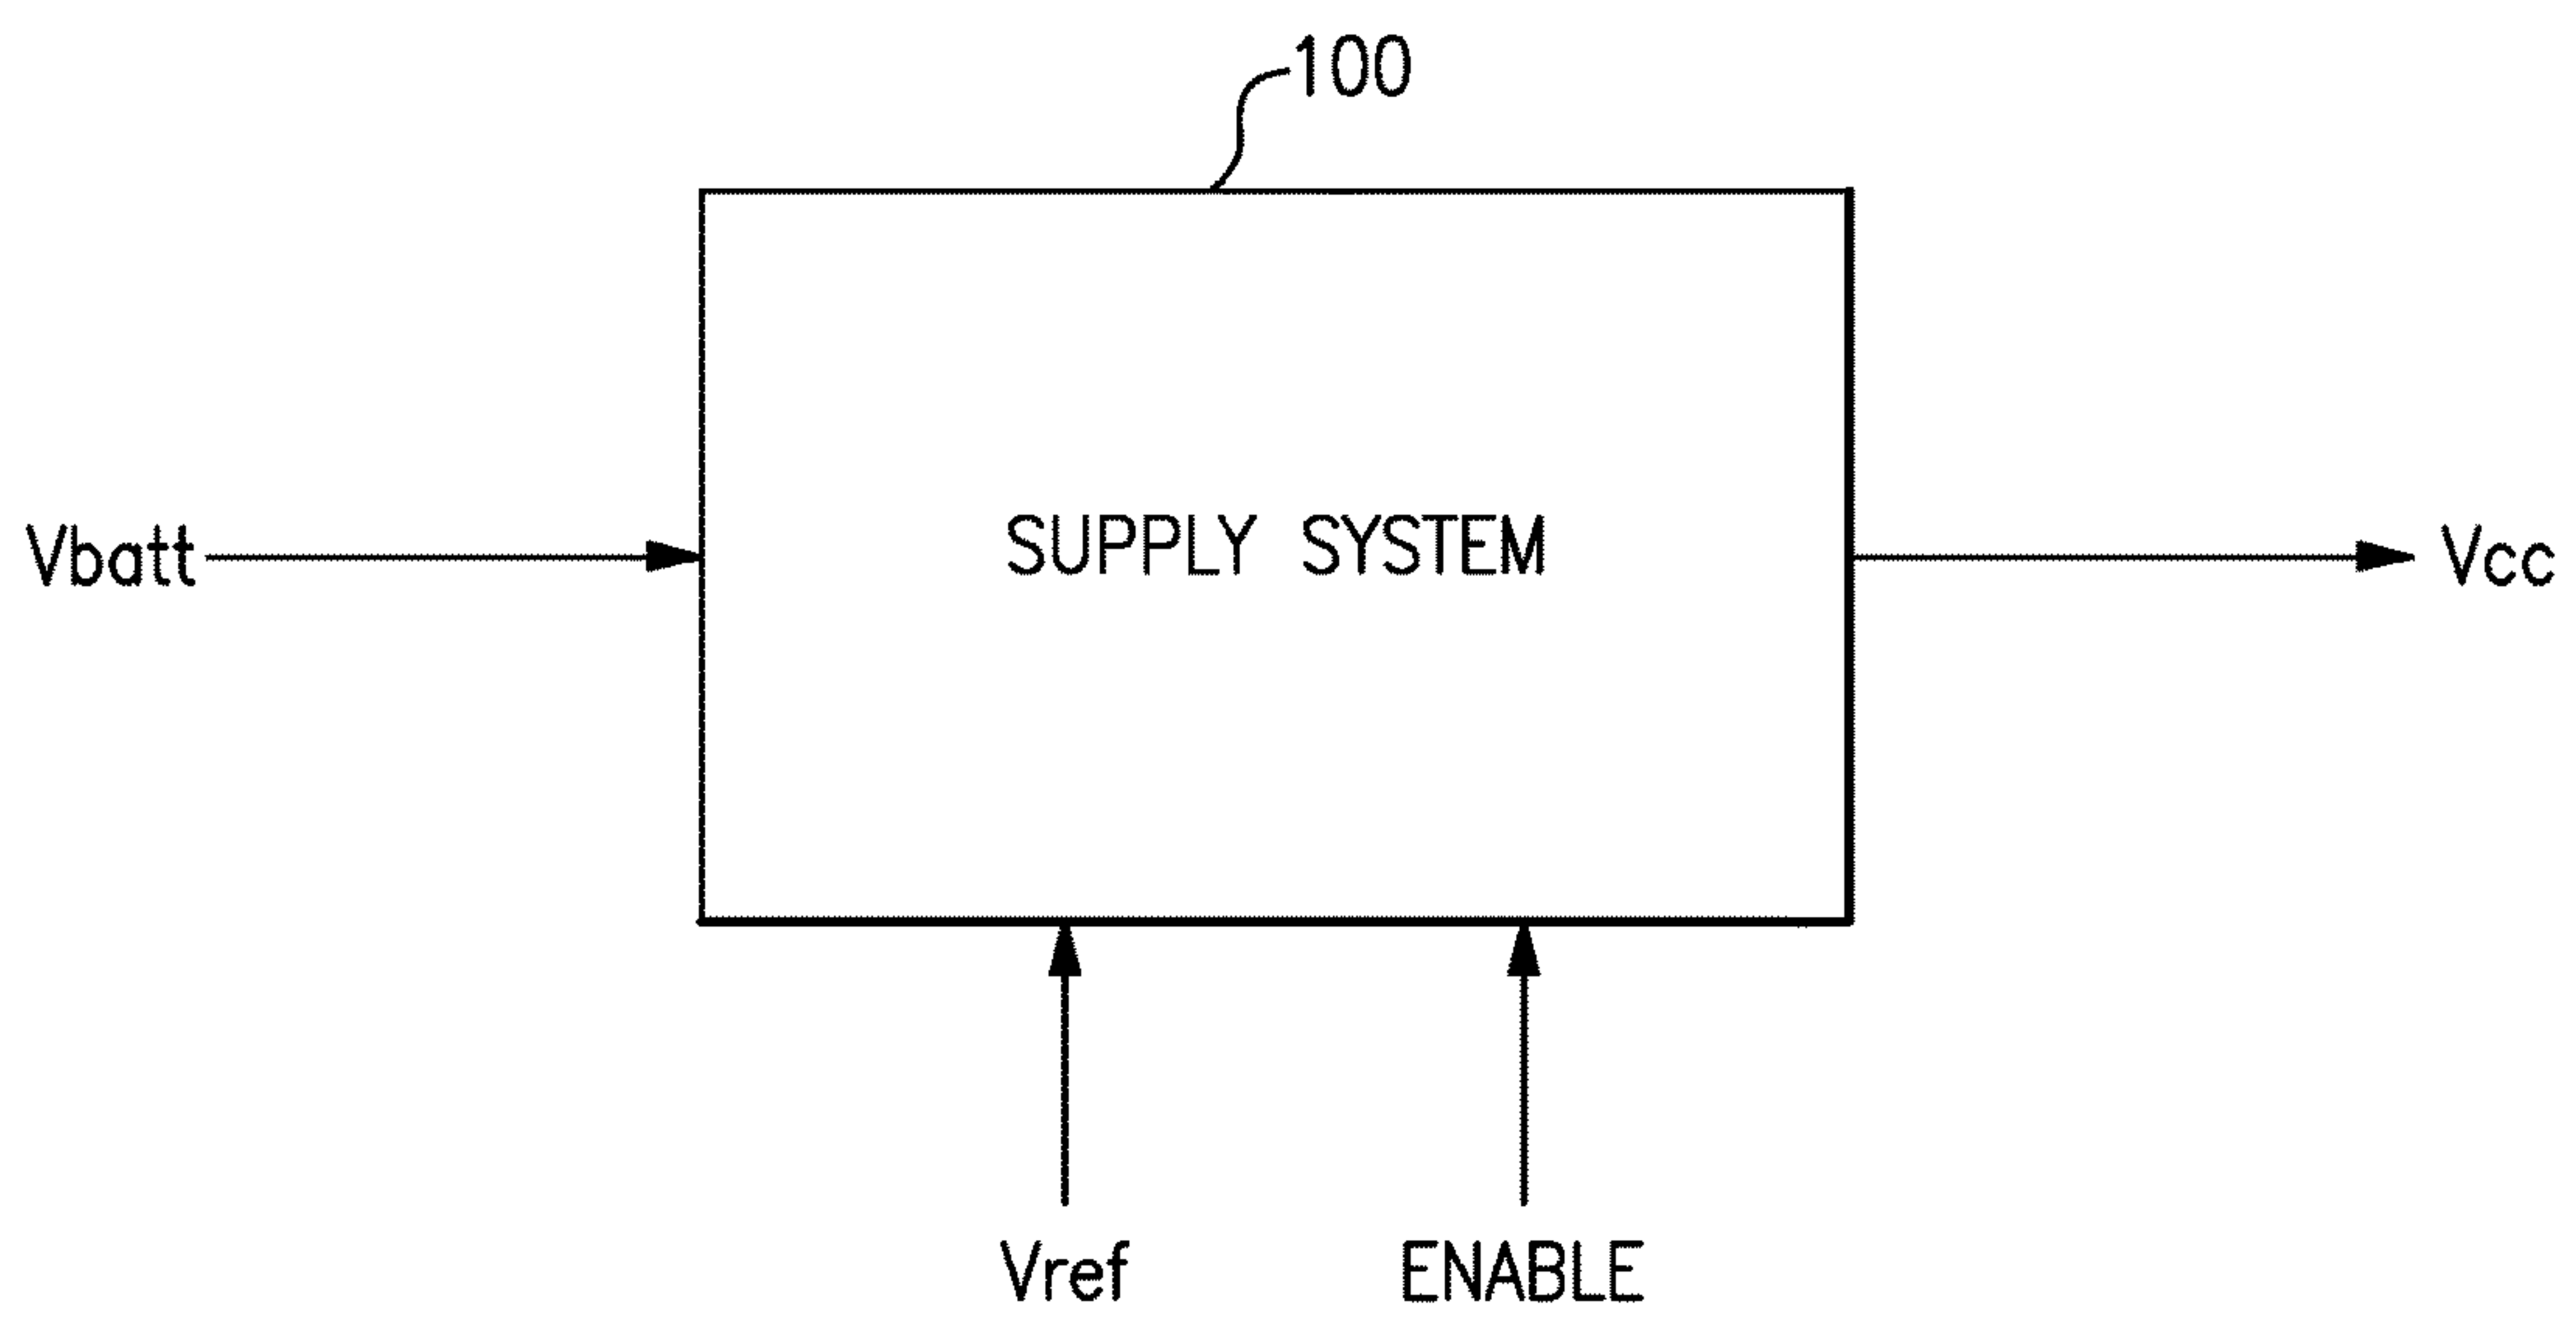 100
Vbatt
SUPPLY SYSTEM
Vcc
Vref
ENABLE